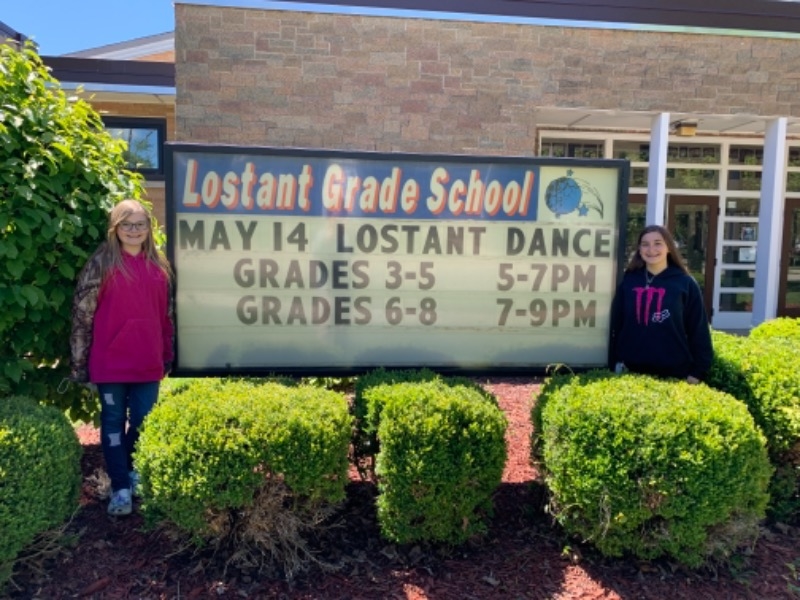 Lostant Grade School
MAY 14 LOSTANT DANCE
GRADES 3-5 5-7PM
GRADES 6-8 7-9PM